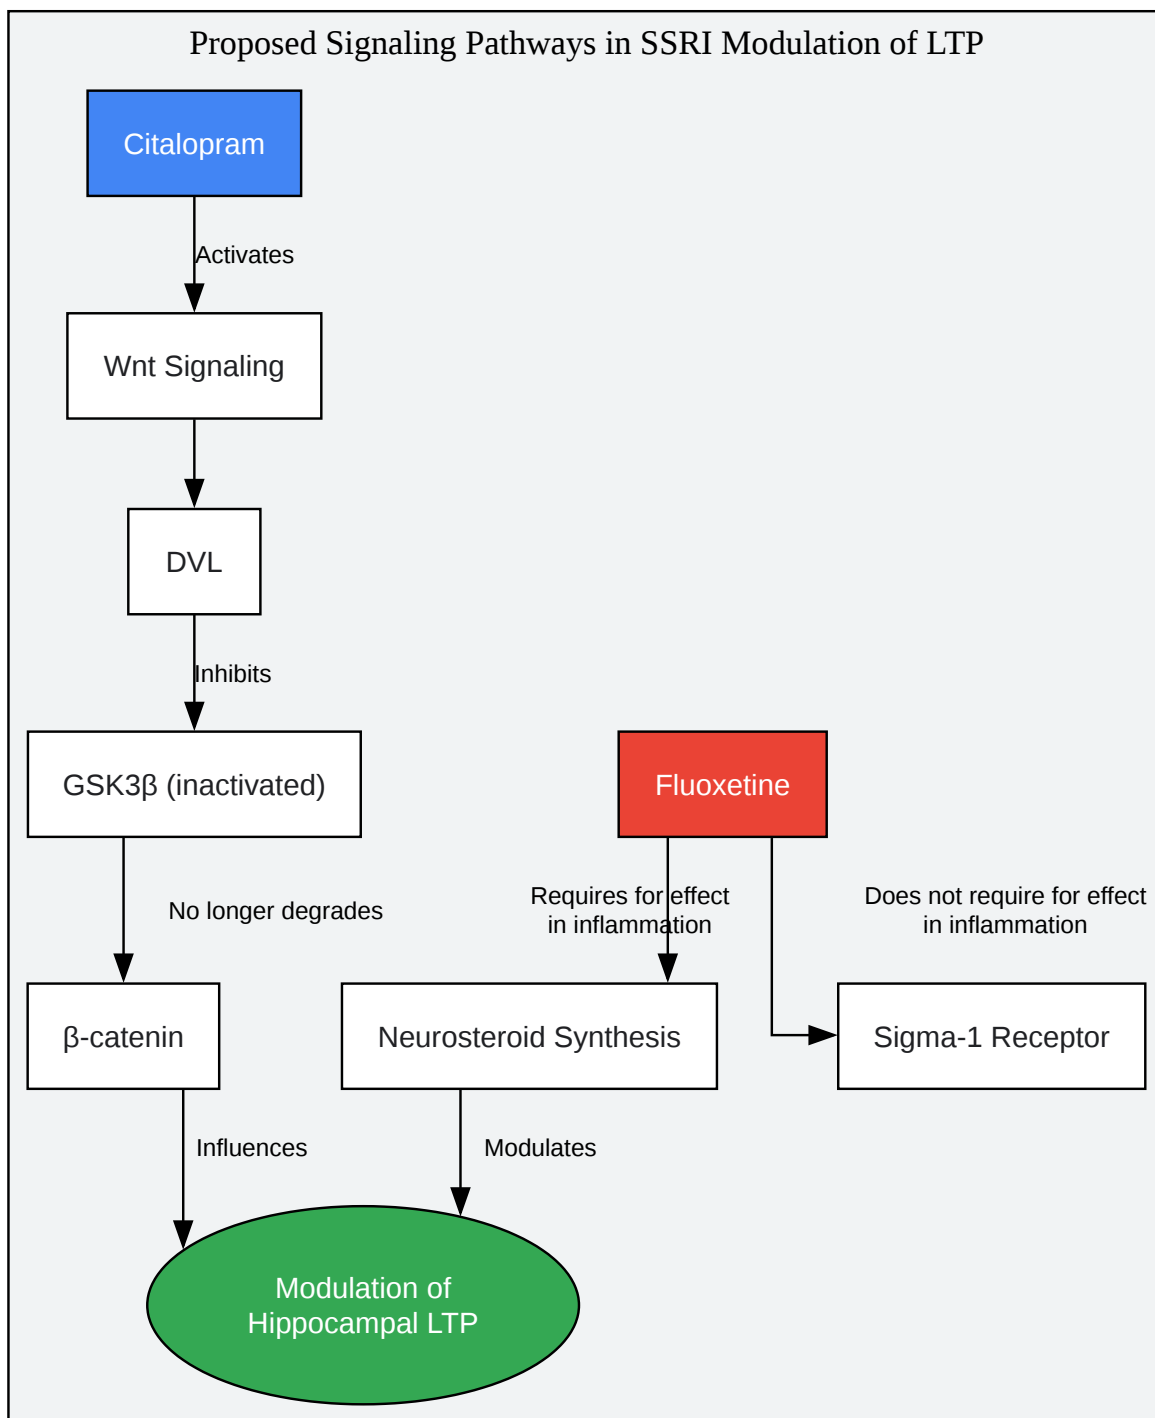 Proposed Signaling Pathways in SSRI Modulation of LTP
Citalopram
Activates
Wnt Signaling
DVL
Inhibits
GSK3β (inactivated)
Fluoxetine
No longer degrades
Requires for effect
in inflammation
Does not require for effect
in inflammation
β-catenin
Neurosteroid Synthesis
Sigma-1 Receptor
Influences
Modulates
Modulation of
Hippocampal LTP